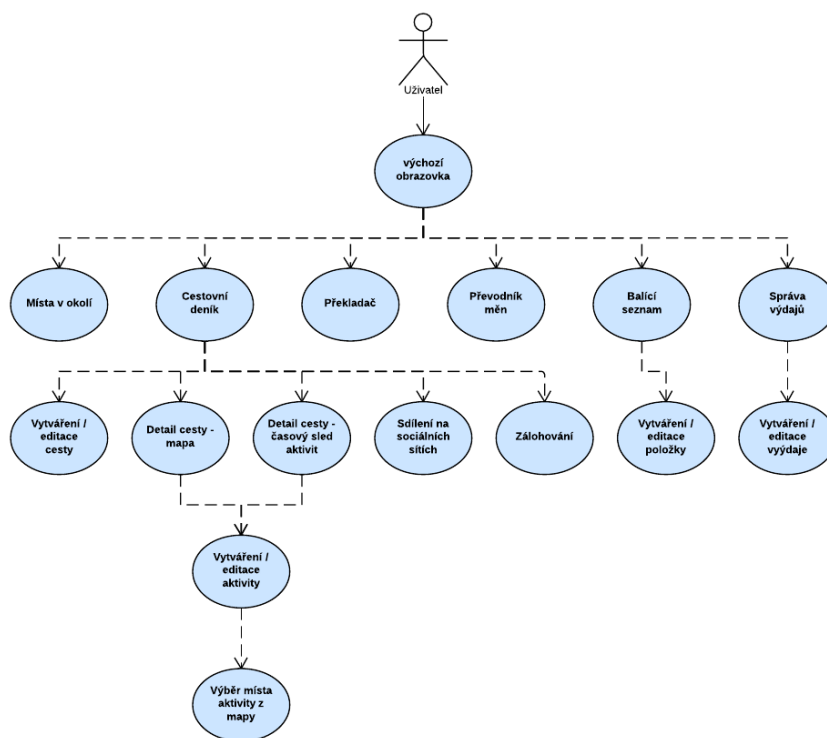 Uživatel
výchozí
obrazovka
Místa v okolí
Cestovní
deník
Překladač
Převodník
měn
Balící
seznam
Správa
výdajů
Vytváření /
editace
cesty
Detail cesty -
mapa
Detail cesty -
časový sled
aktivit
Sdílení na
sociálních
sítích
Zálohování
Vytváření /
editace
položky
Vytváření /
editace
vyýdaje
Vytváření /
editace
aktivity
Výběr místa
aktivity z
mapy